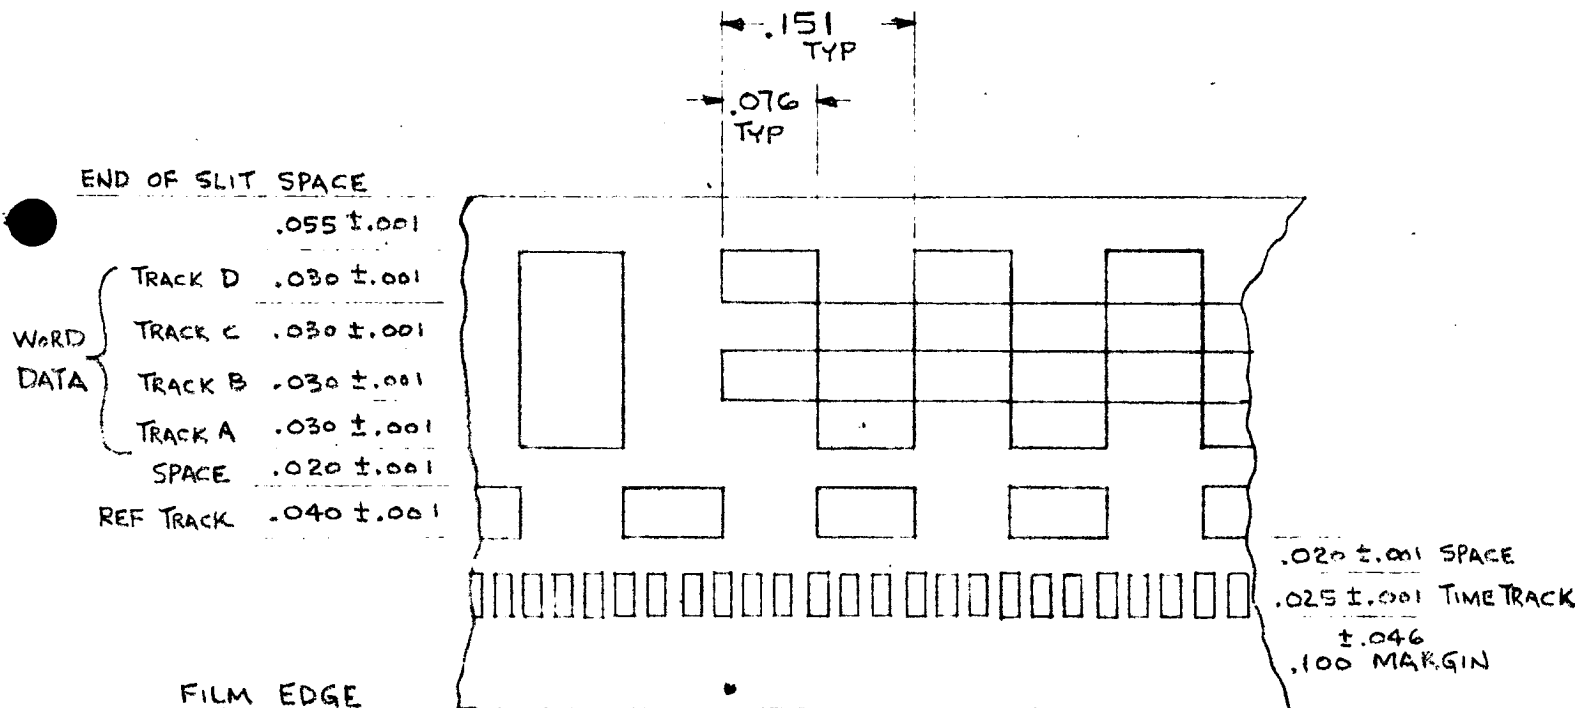 .151
TYP
.076
TYP
END OF SLIT SPACE
.055 ±.001
TRACK D .030 ±.001
WORD DATA
TRACK C .030 ±.001
TRACK B .030 ±.001
TRACK A .030 ±.001
SPACE .020 ±.001
REF TRACK .040 ±.001
.020 ±.001 SPACE
.025 ±.001 TIME TRACK
±.046
.100 MARGIN
FILM EDGE